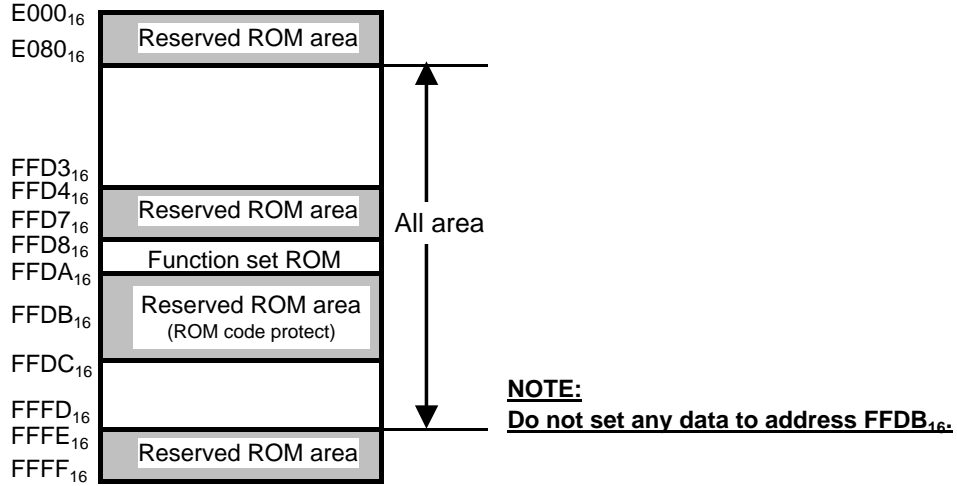 E000₁₆
Reserved ROM area
E080₁₆
FFD3₁₆
FFD4₁₆
Reserved ROM area
FFD7₁₆
All area
FFD8₁₆
Function set ROM
FFDA₁₆
Reserved ROM area
FFDB₁₆
(ROM code protect)
FFDC₁₆
NOTE:
FFFD₁₆
Do not set any data to address FFDB₁₆.
FFFE₁₆
Reserved ROM area
FFFF₁₆